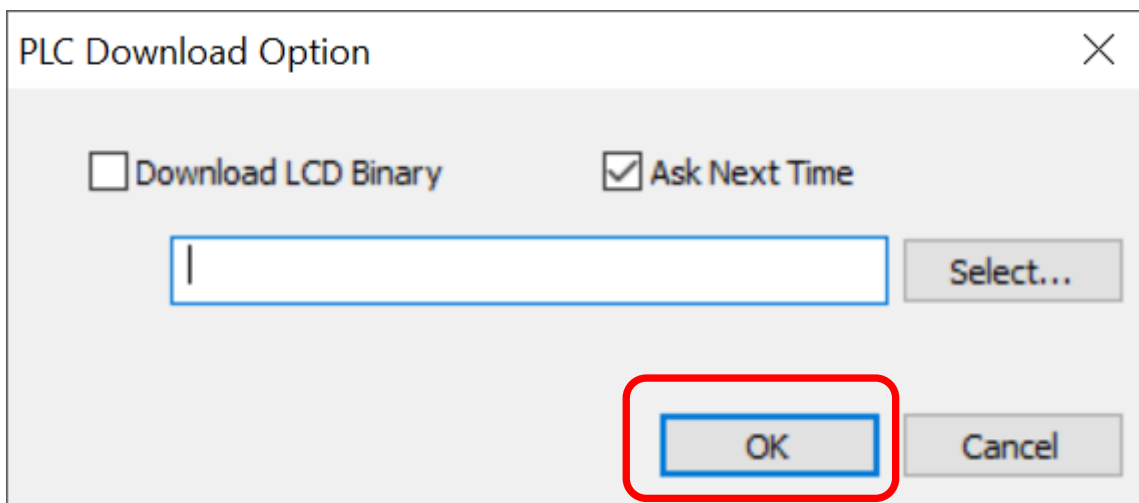 PLC Download Option
Download LCD Binary
Ask Next Time
Select...
OK
Cancel